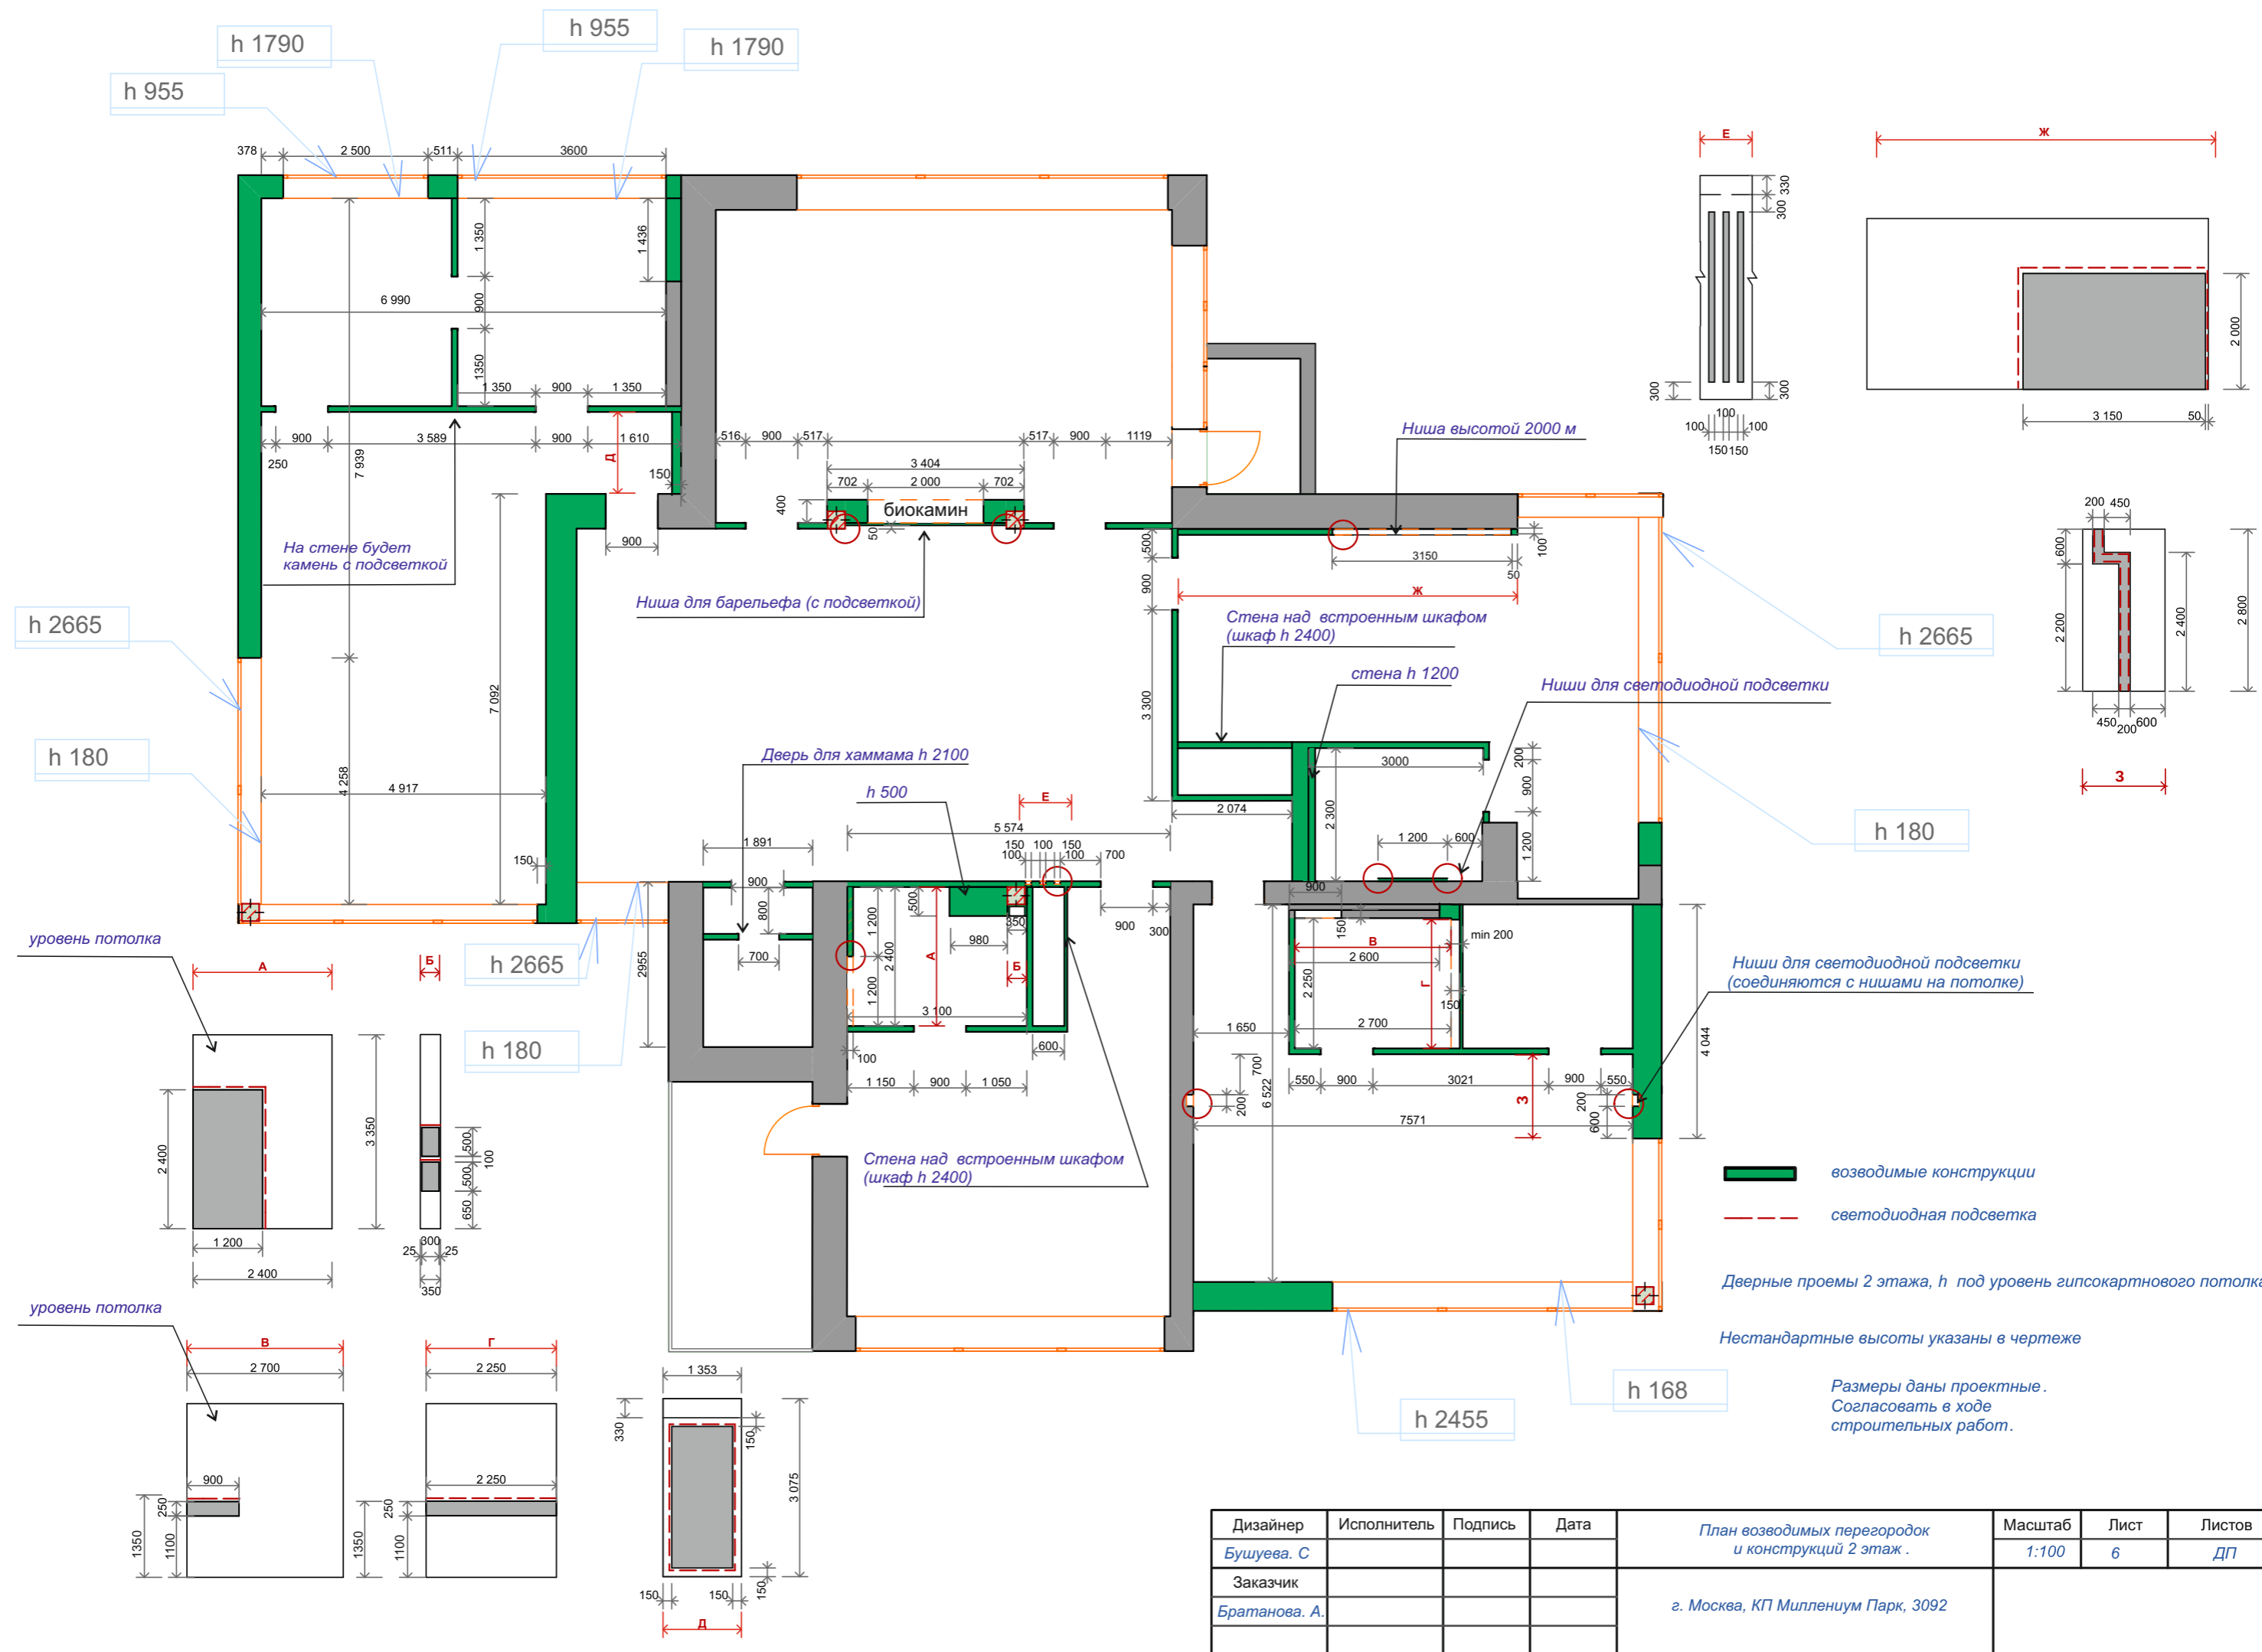 h 955
h 1790
h 955
h 1790
378
2 500
511
3600
1 350
1 436
6 990
900
1350
1 350
900
1 350
900
3 589
900
1 610
250
7 939
Д
150
516
900
517
517
900
1119
3 404
702
2 000
702
400
биокамин
50
900
На стене будет
камень с подсветкой
Ниша для барельефа (с подсветкой)
Ниша высотой 2000 м
3150
50
100
500
900
Ж
Стена над встроенным шкафом
(шкаф h 2400)
стена h 1200
Ниши для светодиодной подсветки
h 2665
h 180
7 092
4 258
4 917
150
3 300
3000
200
900
2 300
2 074
1 200
600
1 200
Дверь для хаммама h 2100
h 500
Е
5 574
150
100
150
100
100
700
1 891
900
800
700
2955
500
1 200
2 400
1 200
350
980
А
Б
3 100
900
300
600
100
1 150
900
1 050
h 2665
h 180
Стена над встроенным шкафом
(шкаф h 2400)
900
150
В
2 600
min 200
2 250
Г
150
2 700
1 650
700
550
900
3021
900
550
200
6 522
З
200
600
7571
4 044
Ниши для светодиодной подсветки
(соединяются с нишами на потолке)
h 2665
h 180
h 2455
h 168
Е
330
300
300
300
100
100
100
150
150
Ж
2 000
3 150
50
200
450
600
2 200
2 400
2 800
450
200
600
З
уровень потолка
А
Б
2 400
3 350
1 200
2 400
500
100
500
650
300
25
25
350
уровень потолка
В
2 700
900
250
1350
1100
Г
2 250
2 250
250
1350
1100
1 353
330
150
3 075
150
150
150
Д
возводимые конструкции
светодиодная подсветка
Дверные проемы 2 этажа, h под уровень гипсокартнового потолка
Нестандартные высоты указаны в чертеже
Размеры даны проектные.
Согласовать в ходе
строительных работ.
Дизайнер
Исполнитель
Подпись
Дата
План возводимых перегородок
и конструкций 2 этаж .
Масштаб
Лист
Листов
Бушуева. С
1:100
6
ДП
Заказчик
Братанова. А.
г. Москва, КП Миллениум Парк, 3092